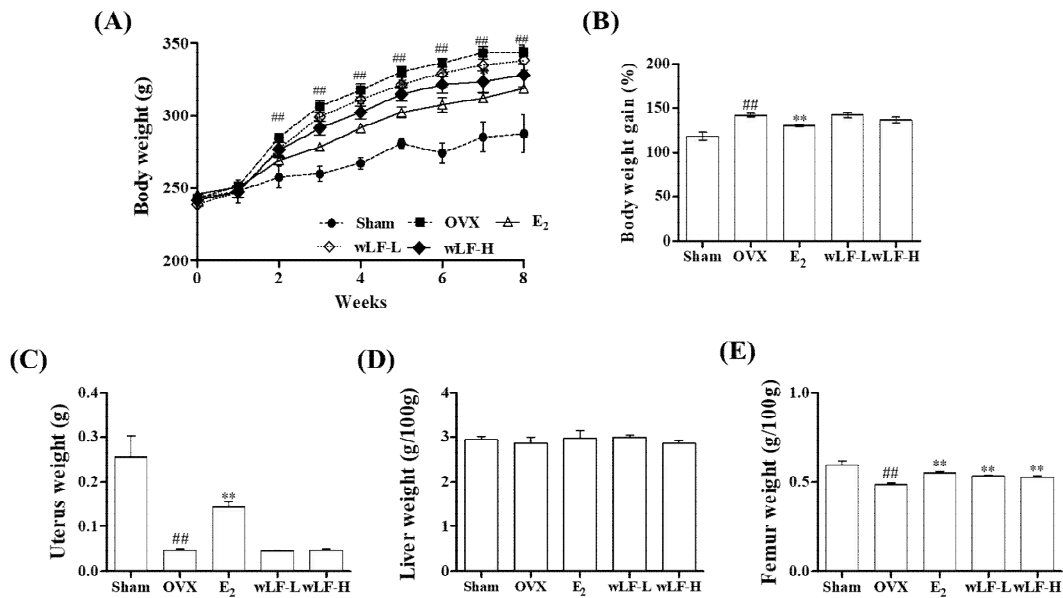 (A)
Body weight (g)
350
300
250
200
## ## ## ## ## ## ##
Sham OVX E₂
wLF-L wLF-H
0 2 4 6 8
Weeks
(B)
Body weight gain (%)
200
150
100
50
0
##
**
Sham OVX E₂ wLF-L wLF-H
(C)
Uterus weight (g)
0.4
0.3
0.2
0.1
0.0
##
**
Sham OVX E₂ wLF-L wLF-H
(D)
Liver weight (g/100g)
4
3
2
1
0
Sham OVX E₂ wLF-L wLF-H
(E)
Femur weight (g/100g)
1.0
0.5
0.0
## ** ** **
Sham OVX E₂ wLF-L wLF-H